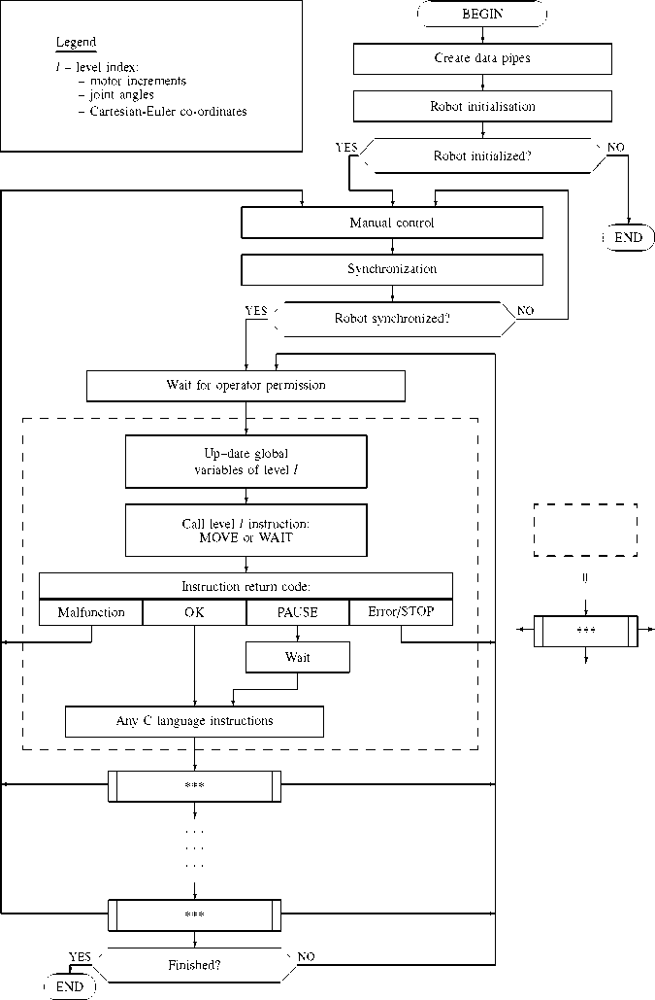 BEGIN
Legend
l – level index:
– motor increments
– joint angles
– Cartesian-Euler co-ordinates
Create data pipes
Robot initialisation
YES
Robot initialized?
NO
Manual control
END
Synchronization
YES
Robot synchronized?
NO
Wait for operator permission
Up–date global
variables of level l
Call level l instruction:
MOVE or WAIT
Instruction return code:
Malfunction
OK
PAUSE
Error/STOP
***
Wait
Any C language instructions
***
. . .
. . .
. . .
***
YES
Finished?
NO
END